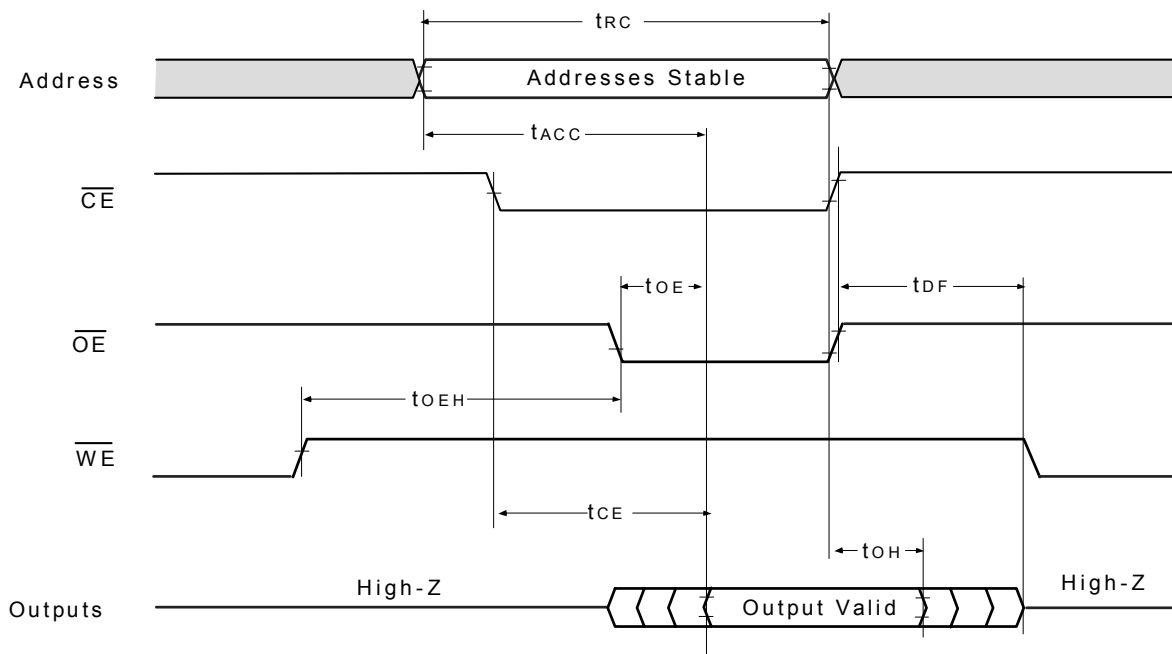 tRC
Address
Addresses Stable
tACC
CE
tOE
tDF
OE
tOEH
WE
tCE
tOH
High-Z
High-Z
Outputs
Output Valid